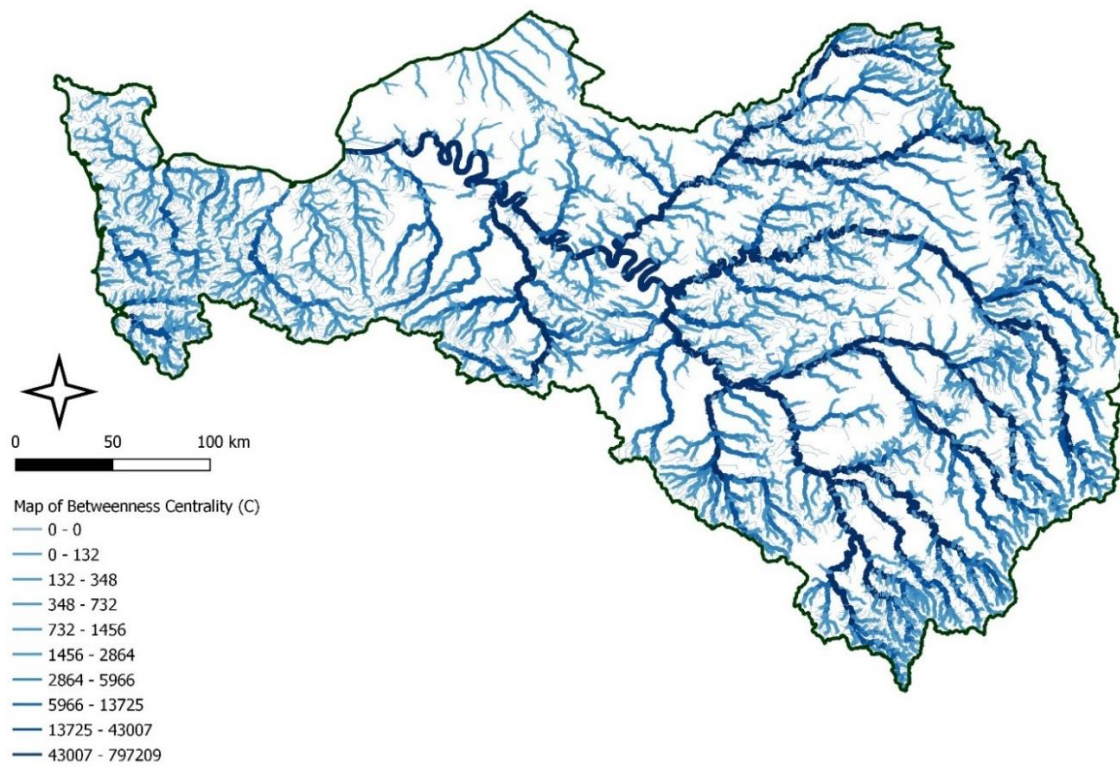 0 50 100 km
Map of Betweenness Centrality (C)
0 - 0
0 - 132
132 - 348
348 - 732
732 - 1456
1456 - 2864
2864 - 5966
5966 - 13725
13725 - 43007
43007 - 797209